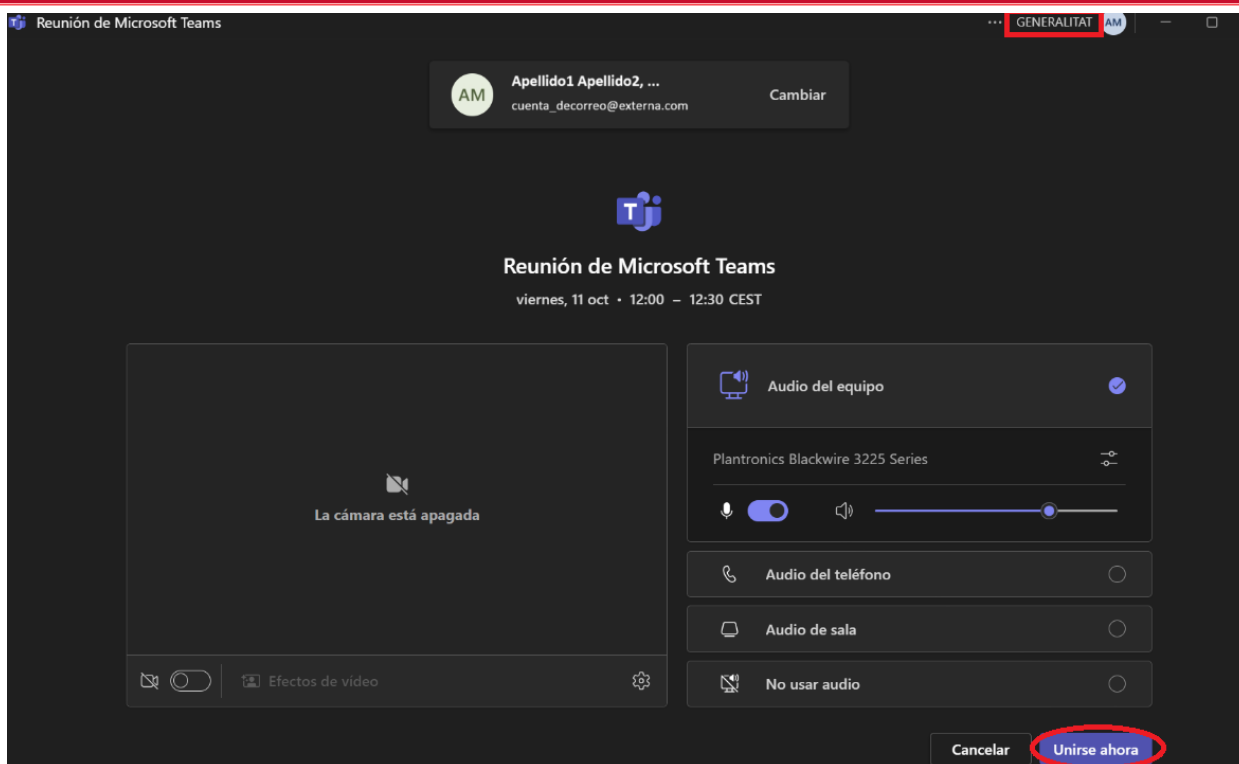 Reunión de Microsoft Teams
... GENERALITAT AM
AM
Apellido1 Apellido2, ...
cuenta_decorreo@externa.com
Cambiar
T
Reunión de Microsoft Teams
viernes, 11 oct • 12:00 – 12:30 CEST
La cámara está apagada
Efectos de vídeo
Audio del equipo
Plantronics Blackwire 3225 Series
Audio del teléfono
Audio de sala
No usar audio
Cancelar
Unirse ahora